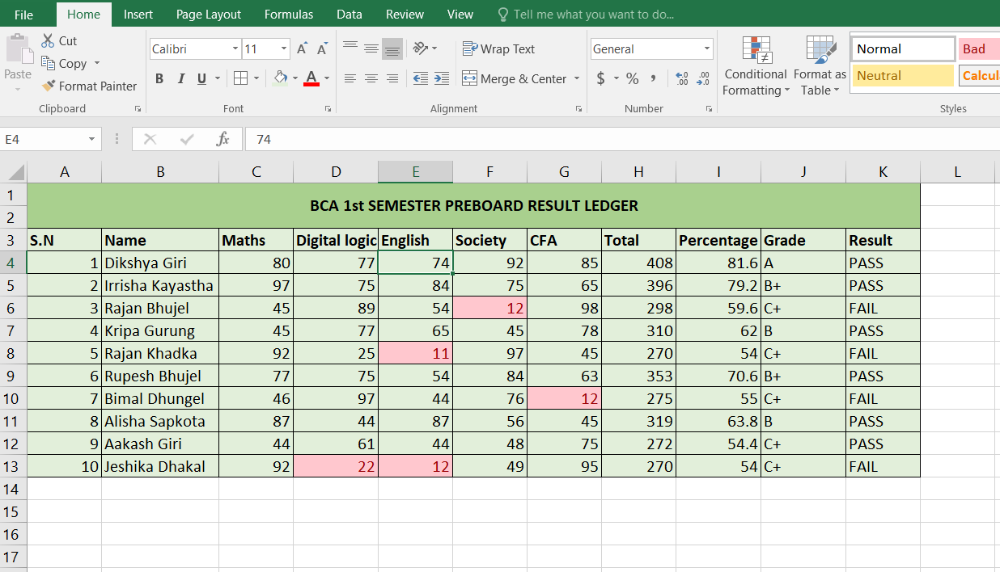 File Home Insert Page Layout Formulas Data Review View Tell me what you want to do...
Cut
Copy
Format Painter
Paste
Clipboard
Calibri 11 A A
B I U A
Font
Wrap Text
Merge & Center
Alignment
General
$ % , .0 .00 .00 .0
Number
Conditional Formatting
Format as Table
Normal Bad
Neutral Calcul
Styles
E4 fx 74
A B C D E F G H I J K L
1 BCA 1st SEMESTER PREBOARD RESULT LEDGER
2
3 S.N Name Maths Digital logic English Society CFA Total Percentage Grade Result
4 1 Dikshya Giri 80 77 74 92 85 408 81.6 A PASS
5 2 Irrisha Kayastha 97 75 84 75 65 396 79.2 B+ PASS
6 3 Rajan Bhujel 45 89 54 12 98 298 59.6 C+ FAIL
7 4 Kripa Gurung 45 77 65 45 78 310 62 B PASS
8 5 Rajan Khadka 92 25 11 97 45 270 54 C+ FAIL
9 6 Rupesh Bhujel 77 75 54 84 63 353 70.6 B+ PASS
10 7 Bimal Dhungel 46 97 44 76 12 275 55 C+ FAIL
11 8 Alisha Sapkota 87 44 87 56 45 319 63.8 B PASS
12 9 Aakash Giri 44 61 44 48 75 272 54.4 C+ PASS
13 10 Jeshika Dhakal 92 22 12 49 95 270 54 C+ FAIL
14
15
16
17